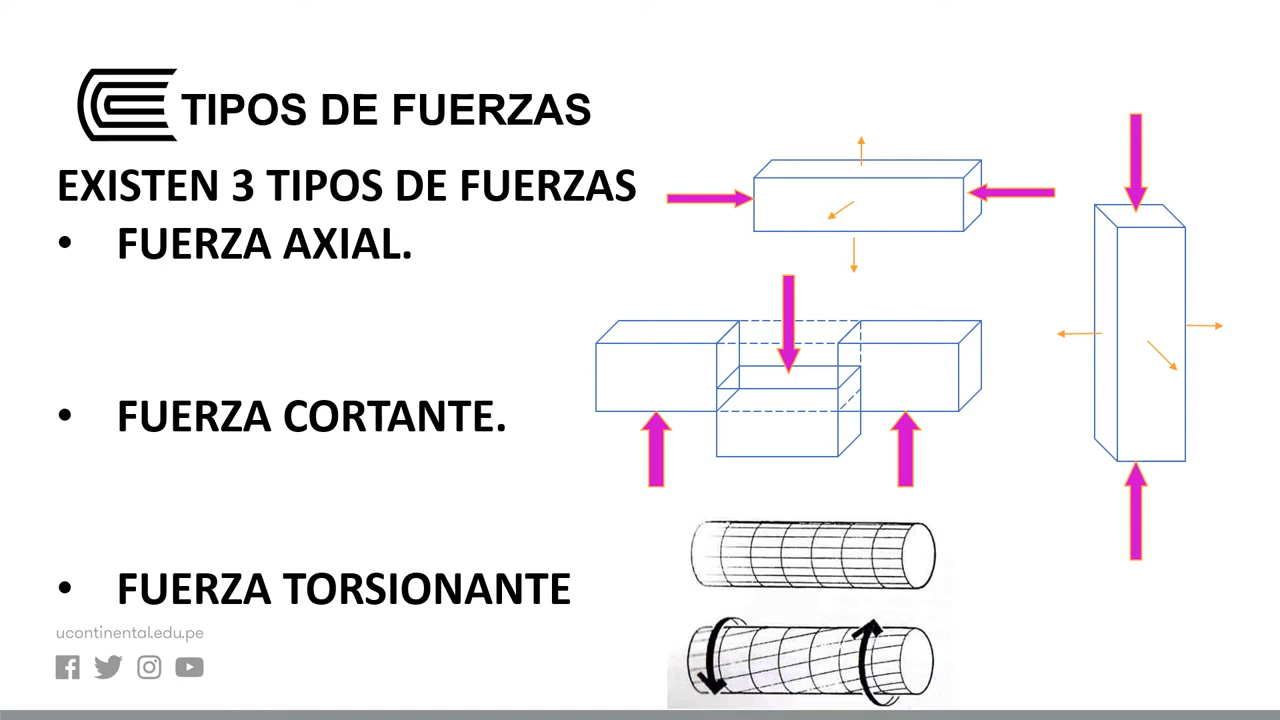 TIPOS DE FUERZAS
EXISTEN 3 TIPOS DE FUERZAS
• FUERZA AXIAL.
• FUERZA CORTANTE.
• FUERZA TORSIONANTE
ucontinental.edu.pe